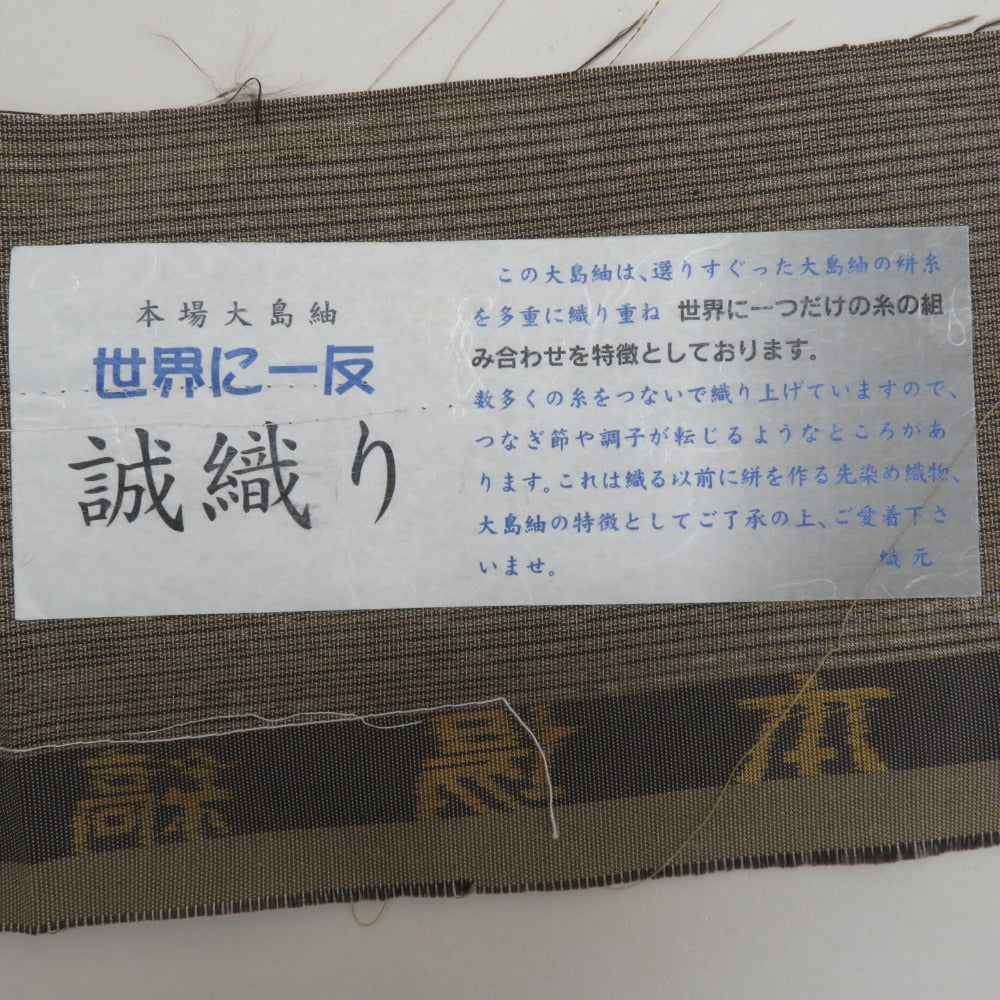 本場大島紬
世界に一反
誠織り
この大島紬は、選りすぐった大島紬の絣糸
を多重に織り重ね 世界に一つだけの糸の組
み合わせを特徴としております。
数多くの糸をつないで織り上げていますので、
つなぎ節や調子が転じるようなところがあ
ります。これは織る以前に絣を作る先染め織物、
大島紬の特徴としてご了承の上、ご愛着下さ
いませ。
織元
本場縞